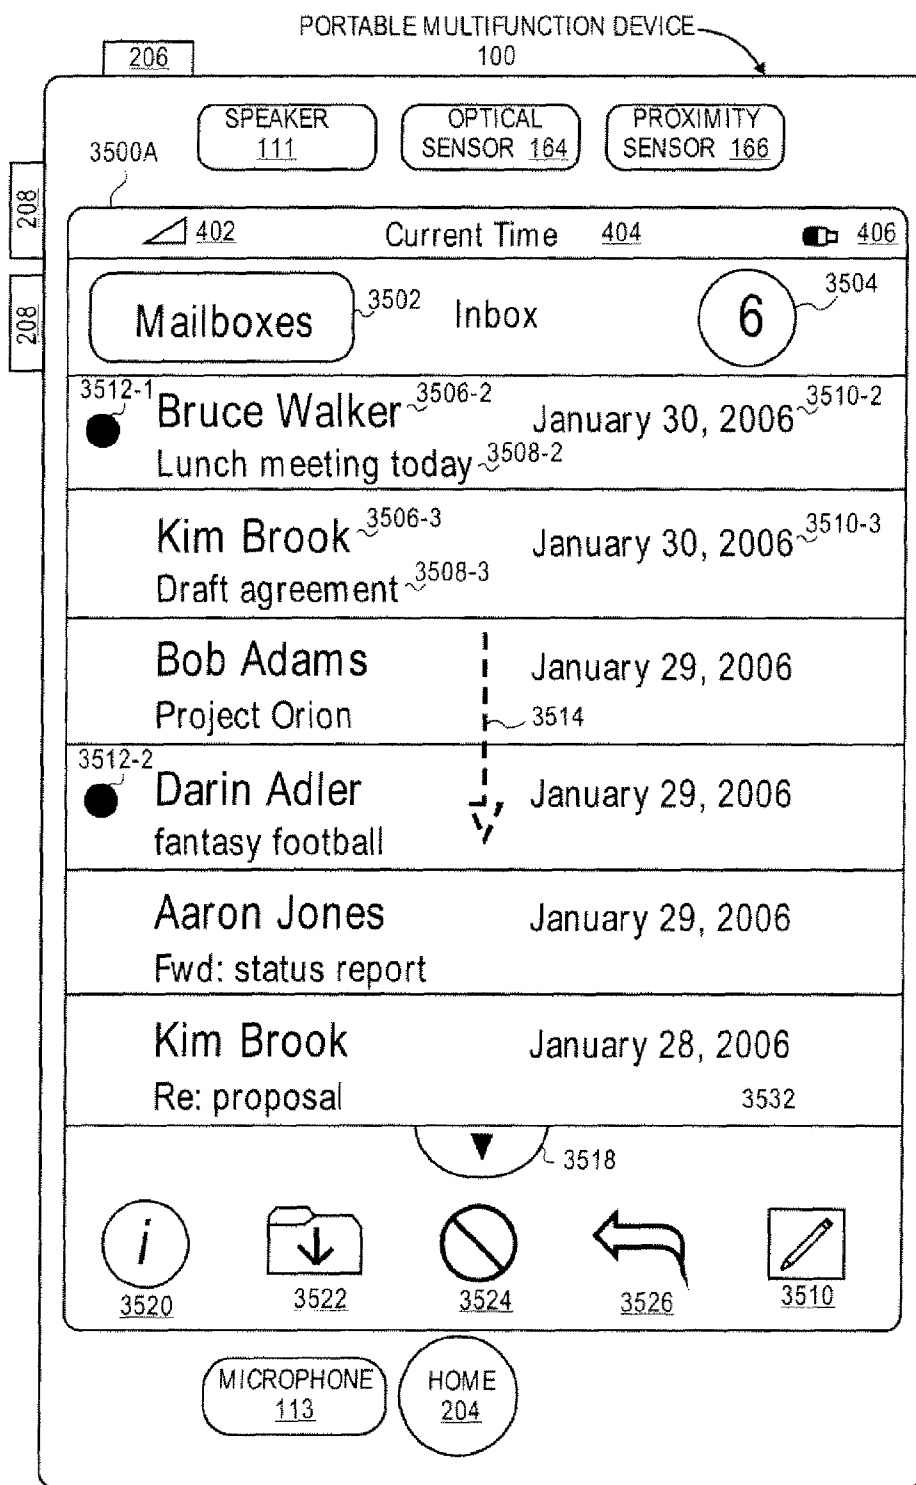 PORTABLE MULTIFUNCTION DEVICE
100
206
SPEAKER
111
OPTICAL
SENSOR 164
PROXIMITY
SENSOR 166
3500A
208
208
402 Current Time 404 406
Mailboxes 3502 Inbox 6 3504
3512-1
Bruce Walker 3506-2 January 30, 2006 3510-2
Lunch meeting today 3508-2
Kim Brook 3506-3 January 30, 2006 3510-3
Draft agreement 3508-3
Bob Adams January 29, 2006
Project Orion 3514
3512-2
Darin Adler January 29, 2006
fantasy football
Aaron Jones January 29, 2006
Fwd: status report
Kim Brook January 28, 2006
Re: proposal 3532
3518
i
3520 3522 3524 3526 3510
MICROPHONE
113
HOME
204